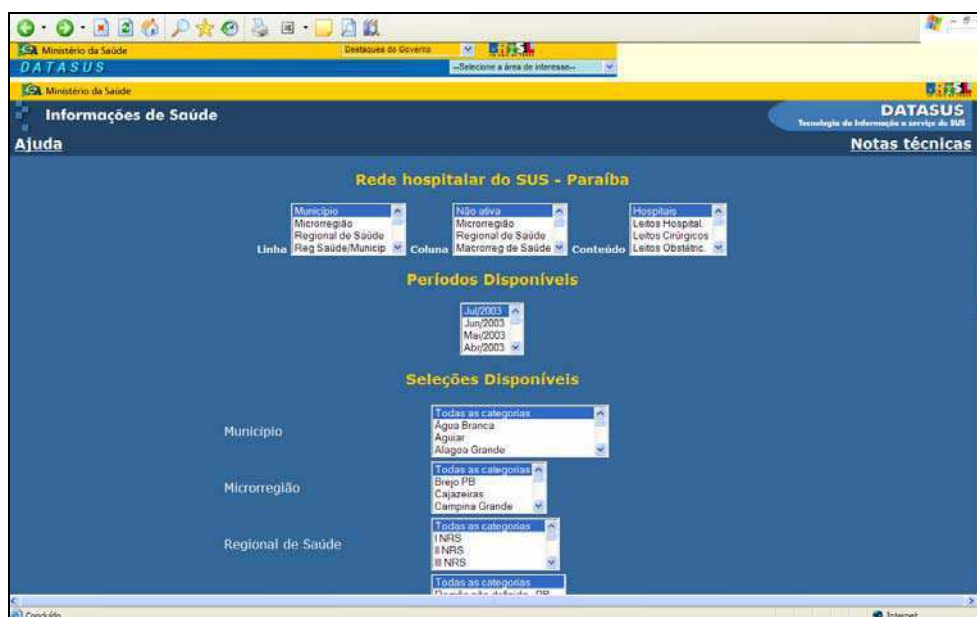 Ministério da Saúde
Destaques do Governo
BRASIL
DATASUS
--Selecione a área de interesse--
Ministério da Saúde
BRASIL
Informações de Saúde
DATASUS
Tecnologia da Informação a serviço do SUS
Ajuda
Notas técnicas
Rede hospitalar do SUS - Paraíba
Linha
Município
Microrregião
Regional de Saúde
Reg Saúde/Municip
Coluna
Não ativa
Microrregião
Regional de Saúde
Macrorreg de Saúde
Conteúdo
Hospitais
Leitos Hospital.
Leitos Cirúrgicos
Leitos Obstétric.
Períodos Disponíveis
Jul/2003
Jun/2003
Mai/2003
Abr/2003
Seleções Disponíveis
Município
Todas as categorias
Água Branca
Aguiar
Alagoa Grande
Microrregião
Todas as categorias
Brejo PB
Cajazeiras
Campina Grande
Regional de Saúde
Todas as categorias
I NRS
II NRS
III NRS
Todas as categorias
Concluído
Internet